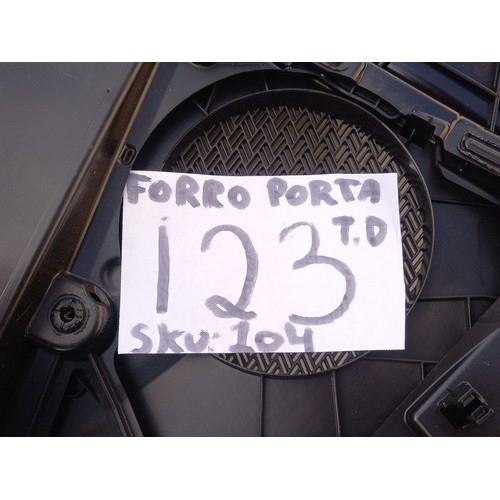 FORRO PORTA
123 T.D
SKU: 104